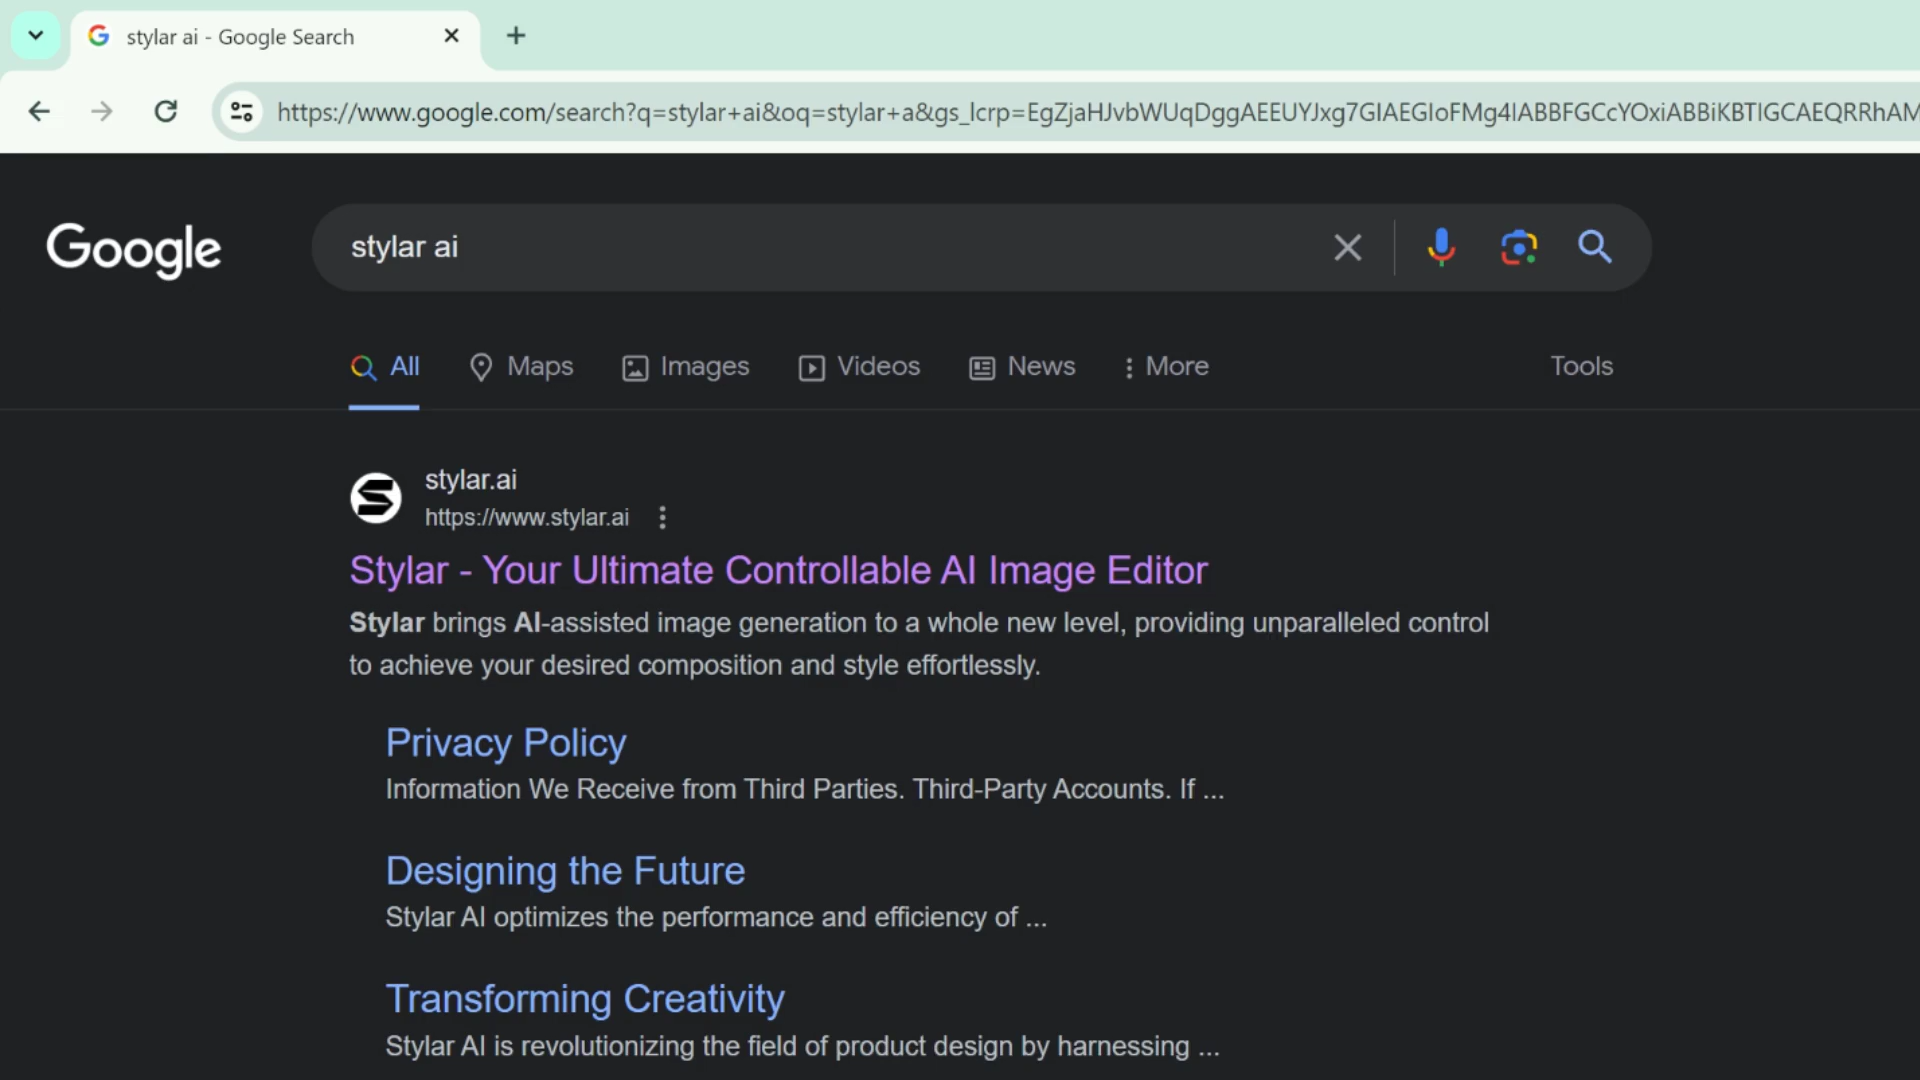 stylar ai - Google Search
https://www.google.com/search?q=stylar+ai&oq=stylar+a&gs_lcrp=EgZjaHJvbWUqDggAEEUYJxg7GIAEGIoFMg4IABBFGCcYOxiABBiKBTIGCAEQRRhAM
Google
stylar ai
All Maps Images Videos News More Tools
stylar.ai
https://www.stylar.ai
Stylar - Your Ultimate Controllable AI Image Editor
Stylar brings AI-assisted image generation to a whole new level, providing unparalleled control
to achieve your desired composition and style effortlessly.
Privacy Policy
Information We Receive from Third Parties. Third-Party Accounts. If ...
Designing the Future
Stylar AI optimizes the performance and efficiency of ...
Transforming Creativity
Stylar AI is revolutionizing the field of product design by harnessing ...